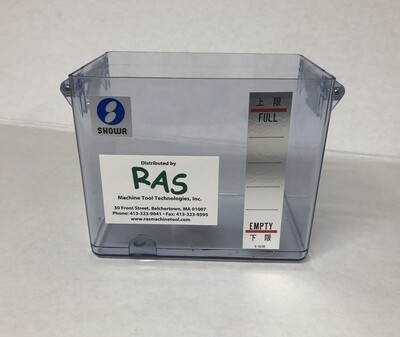 SHOWA
Distributed by
RAS
Machine Tool Technologies, Inc.
30 Front Street, Belchertown, MA 01007
Phone: 413-323-9041 • Fax: 413-323-9595
www.rasmachinetool.com
上限
FULL
EMPTY
下限